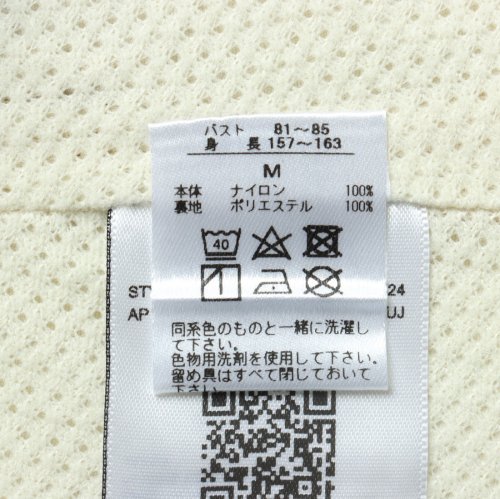 バスト 81～85
身 長 157～163
M
本体 ナイロン 100%
裏地 ポリエステル 100%
40
ST
24
AP
UJ
同系色のものと一緒に洗濯し
て下さい。
色物用洗剤を使用して下さい。
留め具はすべて閉じておいて
下さい。